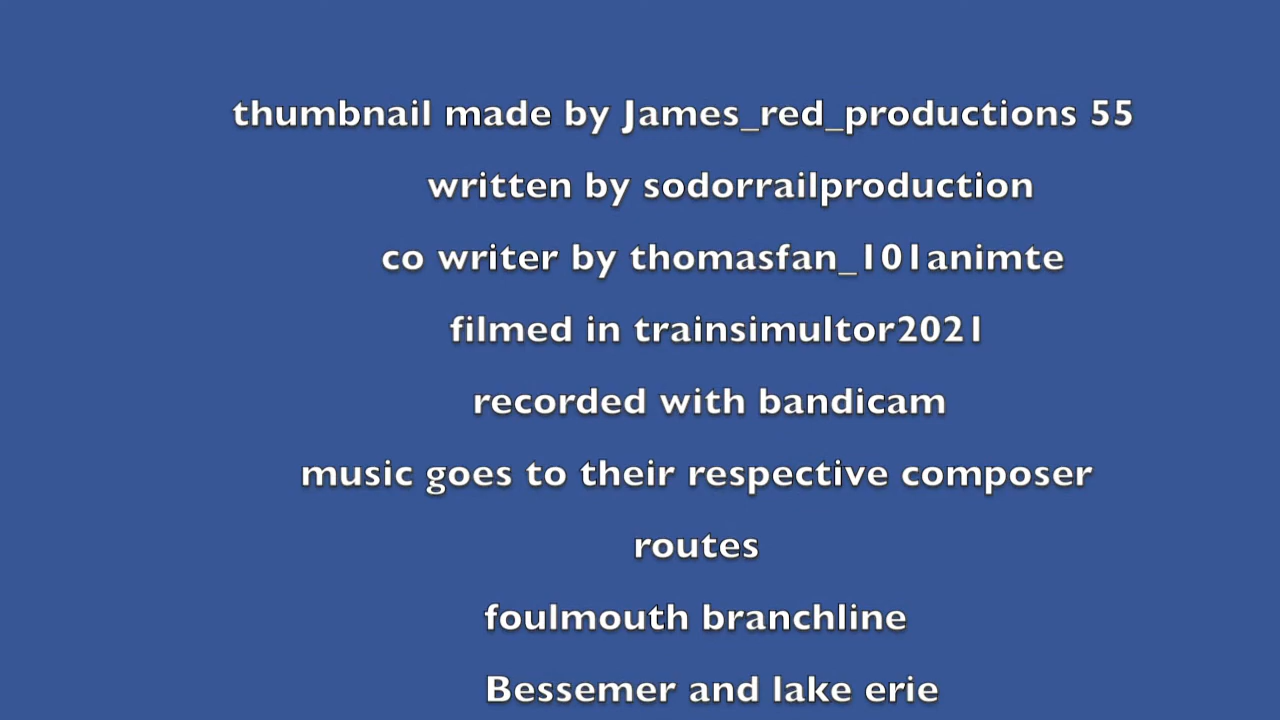 thumbnail made by James_red_productions 55
written by sodorrailproduction
co writer by thomasfan_101animte
filmed in trainsimultor2021
recorded with bandicam
music goes to their respective composer
routes
foulmouth branchline
Bessemer and lake erie